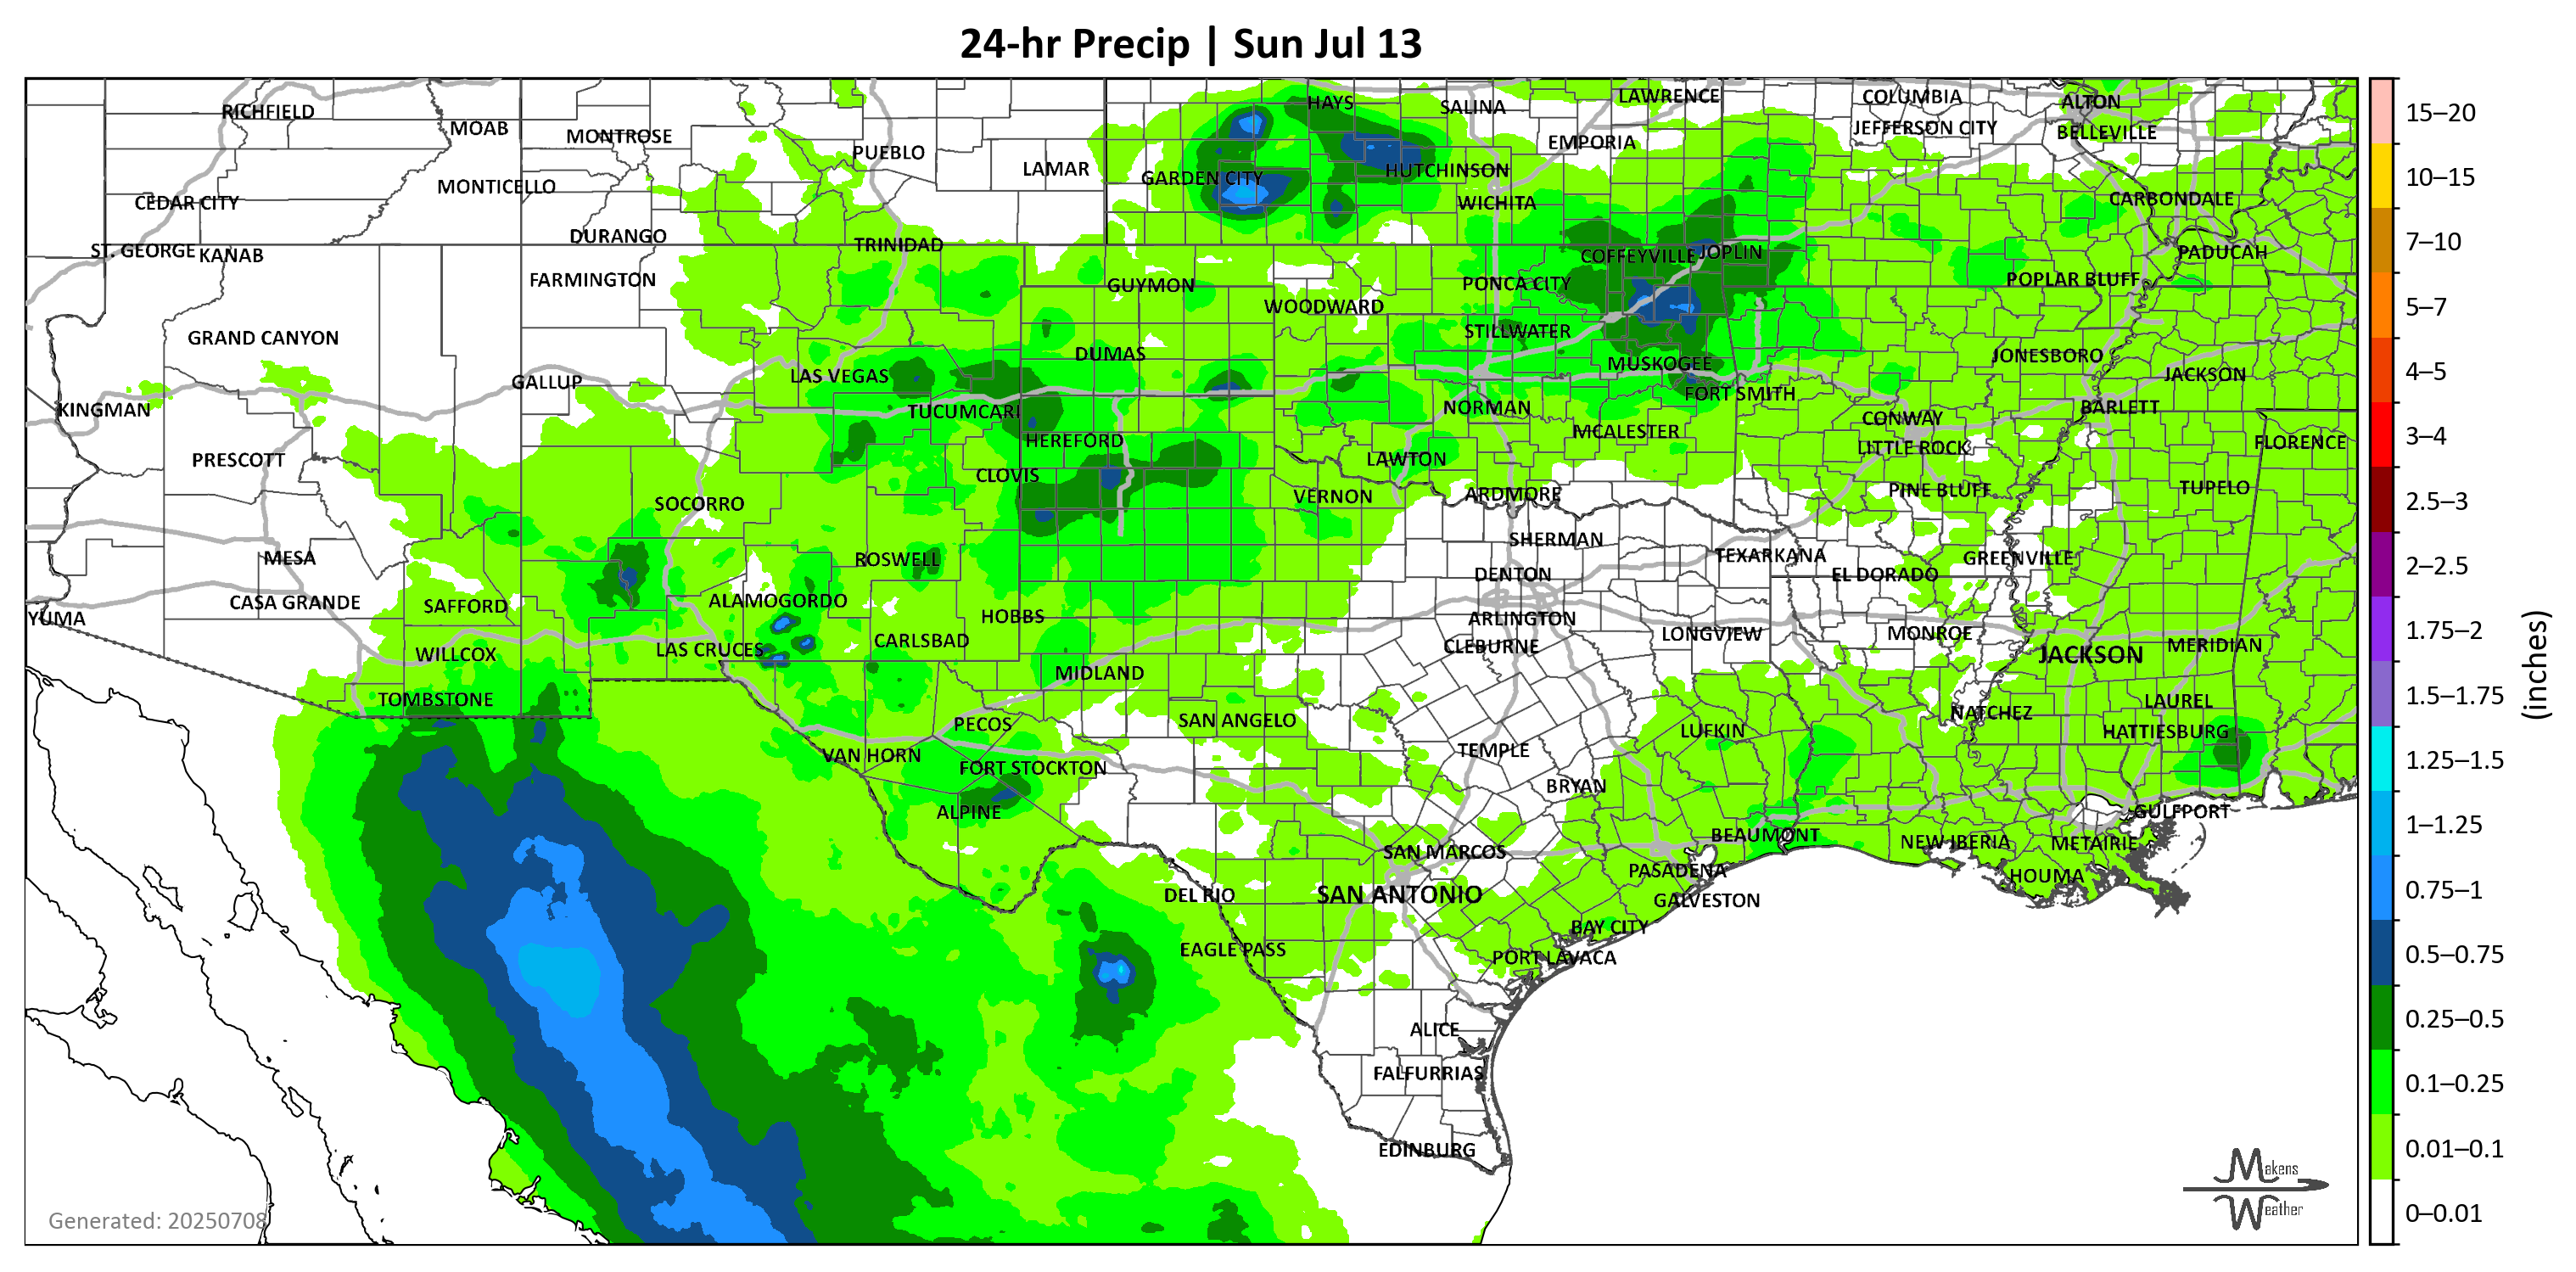 24-hr Precip | Sun Jul 13
RICHFIELD
MOAB
MONTROSE
PUEBLO
LAMAR
HAYS
SALINA
LAWRENCE
COLUMBIA
ALTON
JEFFERSON CITY
BELLEVILLE
EMPORIA
MONTICELLO
GARDEN CITY
HUTCHINSON
CEDAR CITY
WICHITA
CARBONDALE
DURANGO
TRINIDAD
ST. GEORGE
KANAB
COFFEYVILLE
JOPLIN
PADUCAH
FARMINGTON
GUYMON
PONCA CITY
POPLAR BLUFF
WOODWARD
GRAND CANYON
STILLWATER
DUMAS
JONESBORO
MUSKOGEE
GALLUP
LAS VEGAS
JACKSON
FORT SMITH
KINGMAN
TUCUMCARI
NORMAN
BARLETT
CONWAY
HEREFORD
MCALESTER
FLORENCE
LITTLE ROCK
PRESCOTT
LAWTON
CLOVIS
TUPELO
PINE BLUFF
SOCORRO
VERNON
ARDMORE
SHERMAN
MESA
ROSWELL
TEXARKANA
GREENVILLE
DENTON
EL DORADO
CASA GRANDE
SAFFORD
ALAMOGORDO
HOBBS
YUMA
ARLINGTON
LONGVIEW
MONROE
CARLSBAD
CLEBURNE
MERIDIAN
WILLCOX
LAS CRUCES
JACKSON
MIDLAND
TOMBSTONE
LAUREL
NATCHEZ
PECOS
SAN ANGELO
LUFKIN
HATTIESBURG
VAN HORN
TEMPLE
FORT STOCKTON
BRYAN
ALPINE
GULFPORT
BEAUMONT
NEW IBERIA
METAIRIE
SAN MARCOS
PASADENA
HOUMA
DEL RIO
SAN ANTONIO
GALVESTON
BAY CITY
EAGLE PASS
PORT LAVACA
ALICE
FALFURRIAS
EDINBURG
Generated: 20250708
Makens
Weather
15–20
10–15
7–10
5–7
4–5
3–4
2.5–3
2–2.5
1.75–2
1.5–1.75
1.25–1.5
1–1.25
0.75–1
0.5–0.75
0.25–0.5
0.1–0.25
0.01–0.1
0–0.01
(inches)